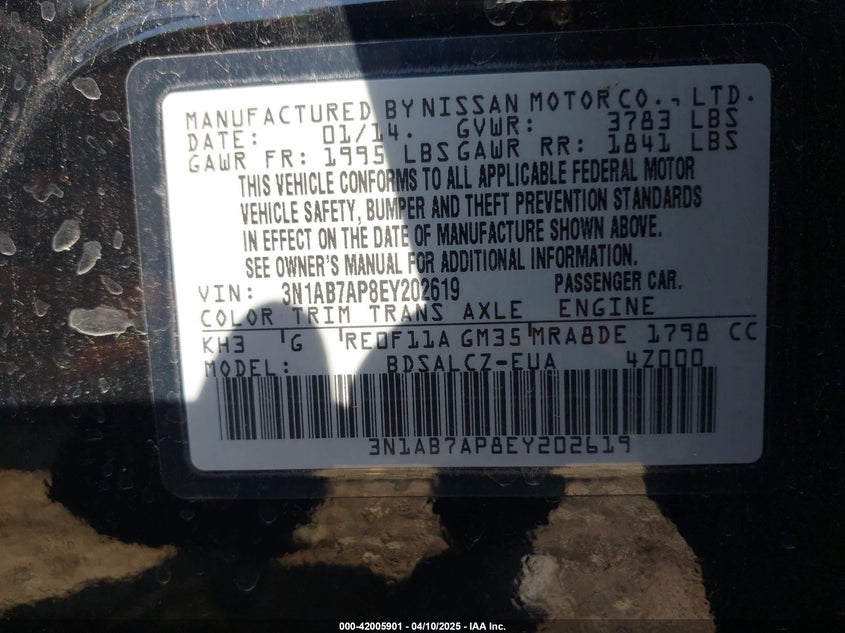 MANUFACTURED BY NISSAN MOTOR CO., LTD.
DATE: 01/14. GVWR: 3783 LBS
GAWR FR: 1995 LBS GAWR RR: 1841 LBS
THIS VEHICLE CONFORMS TO ALL APPLICABLE FEDERAL MOTOR
VEHICLE SAFETY, BUMPER AND THEFT PREVENTION STANDARDS
IN EFFECT ON THE DATE OF MANUFACTURE SHOWN ABOVE.
SEE OWNER'S MANUAL FOR ADDITIONAL INFORMATION.
VIN: 3N1AB7AP8EY202619 PASSENGER CAR.
COLOR TRIM TRANS AXLE ENGINE
KH3 G RE0F11A GM35 MRA8DE 1798 CC
MODEL: BDSALCZ-EUA 4Z000
3N1AB7AP8EY202619
000-42005901 | 04/10/2025 - IAA Inc.